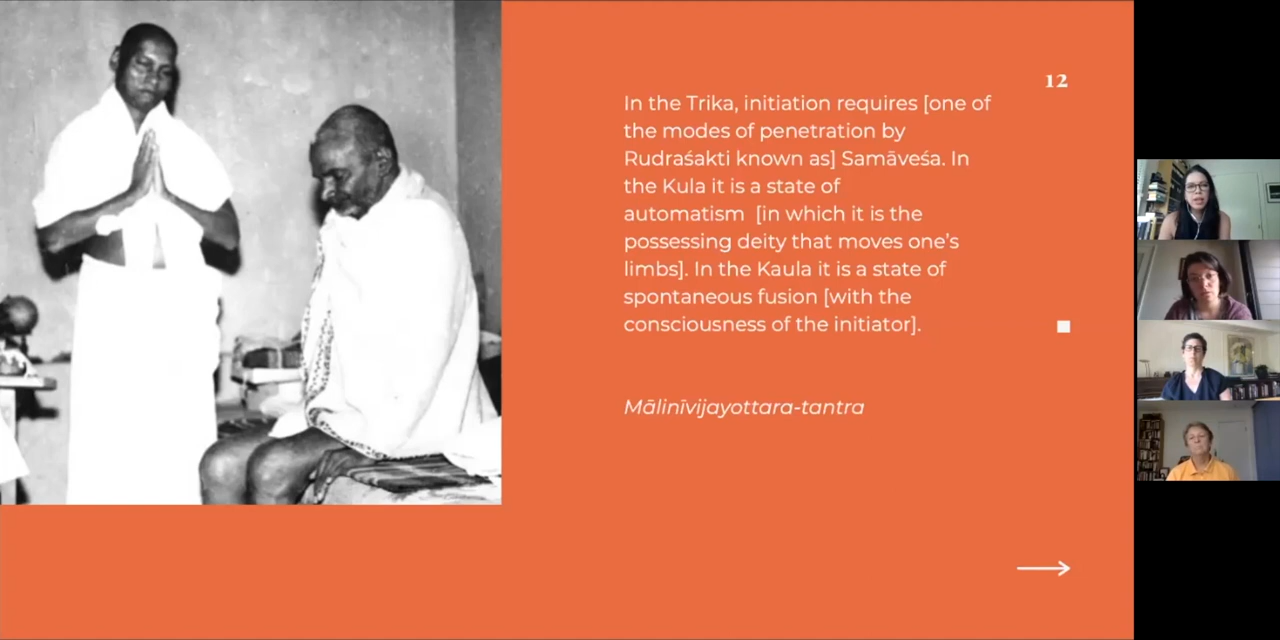 12
In the Trika, initiation requires [one of
the modes of penetration by
Rudraśakti known as] Samāveśa. In
the Kula it is a state of
automatism  [in which it is the
possessing deity that moves one’s
limbs]. In the Kaula it is a state of
spontaneous fusion [with the
consciousness of the initiator].
Mālinīvijayottara-tantra